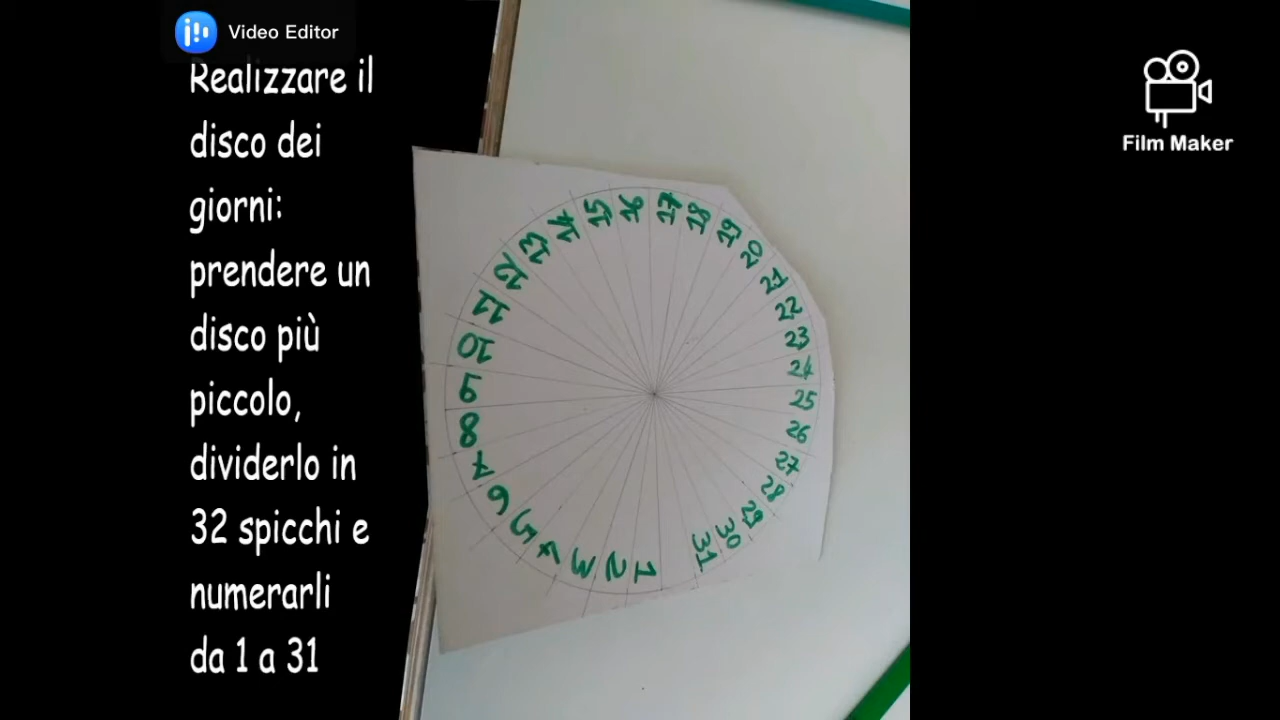 Video Editor
Realizzare il
disco dei
giorni:
prendere un
disco più
piccolo,
dividerlo in
32 spicchi e
numerarli
da 1 a 31
Film Maker
1
2
3
4
5
6
7
8
9
10
11
12
13
14
15
16
17
18
19
20
21
22
23
24
25
26
27
28
29
30
31